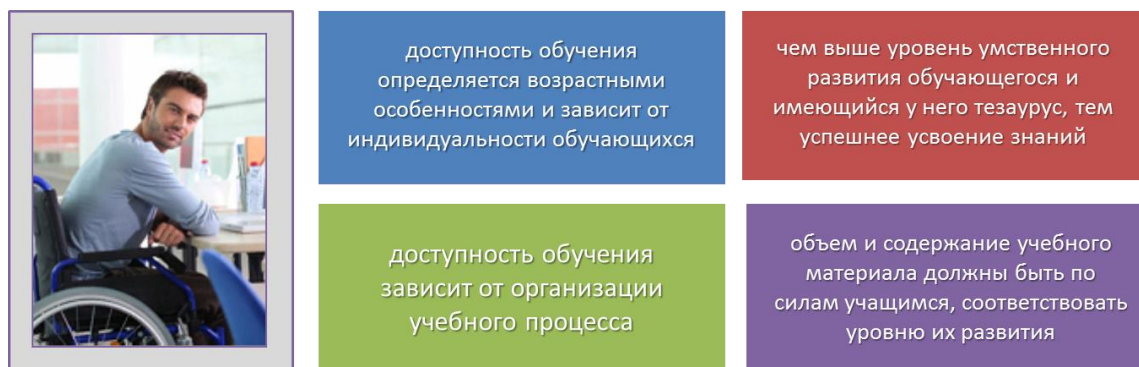 доступность обучения
определяется возрастными
особенностями и зависит от
индивидуальности обучающихся
чем выше уровень умственного
развития обучающегося и
имеющийся у него тезаурус, тем
успешнее усвоение знаний
доступность обучения
зависит от организации
учебного процесса
объем и содержание учебного
материала должны быть по
силам учащимся, соответствовать
уровню их развития